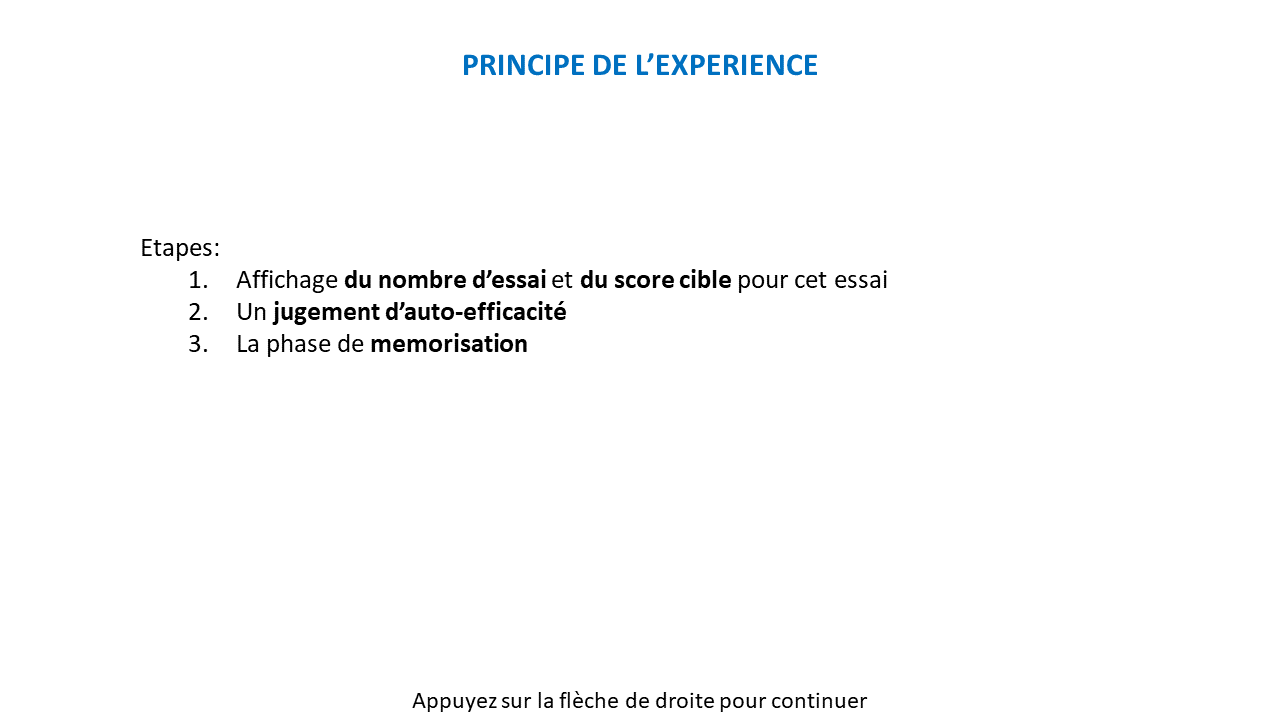 PRINCIPE DE L’EXPERIENCE
Etapes:
1. Affichage du nombre d’essai et du score cible pour cet essai
2. Un jugement d’auto-efficacité
3. La phase de memorisation
Appuyez sur la flèche de droite pour continuer